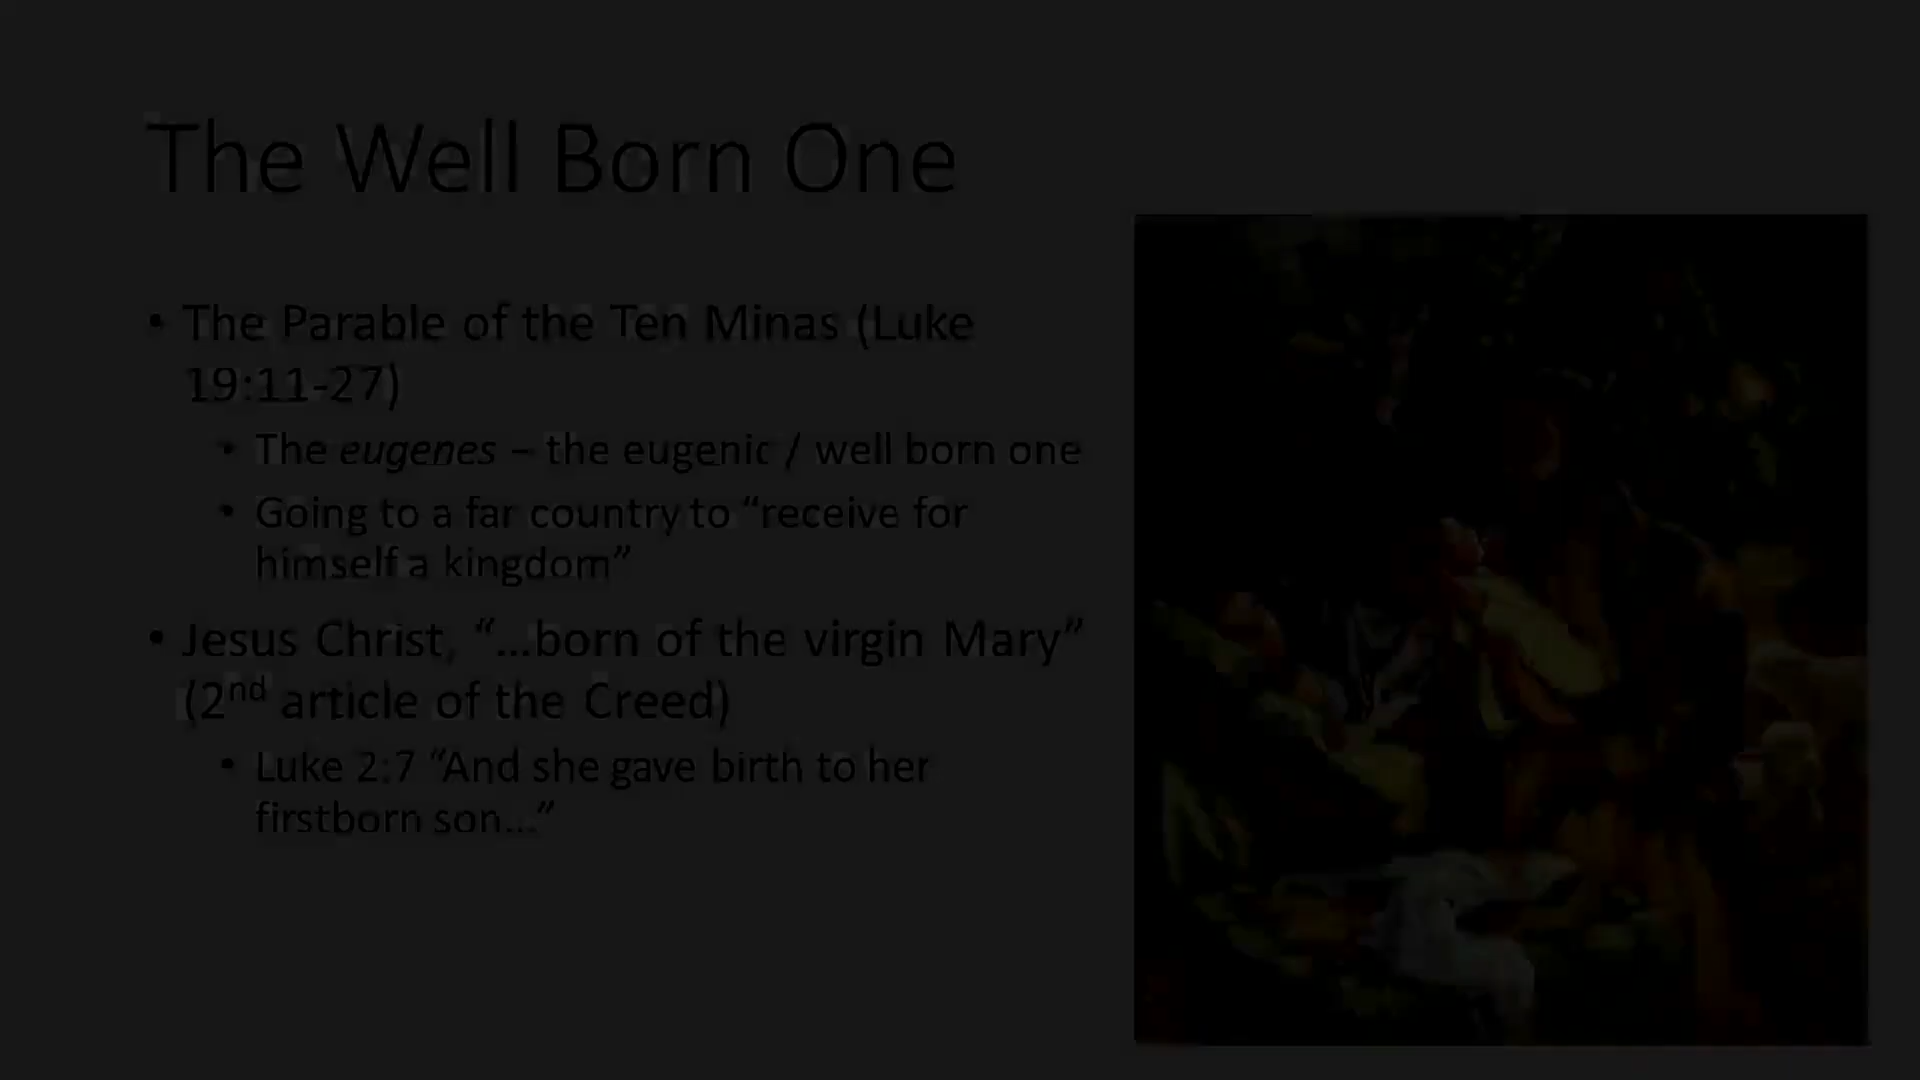 The Well Born One
• The Parable of the Ten Minas (Luke
19:11-27)
• The eugenes – the eugenic / well born one
• Going to a far country to “receive for
himself a kingdom”
• Jesus Christ, “...born of the virgin Mary”
(2nd article of the Creed)
• Luke 2:7 “And she gave birth to her
firstborn son...”